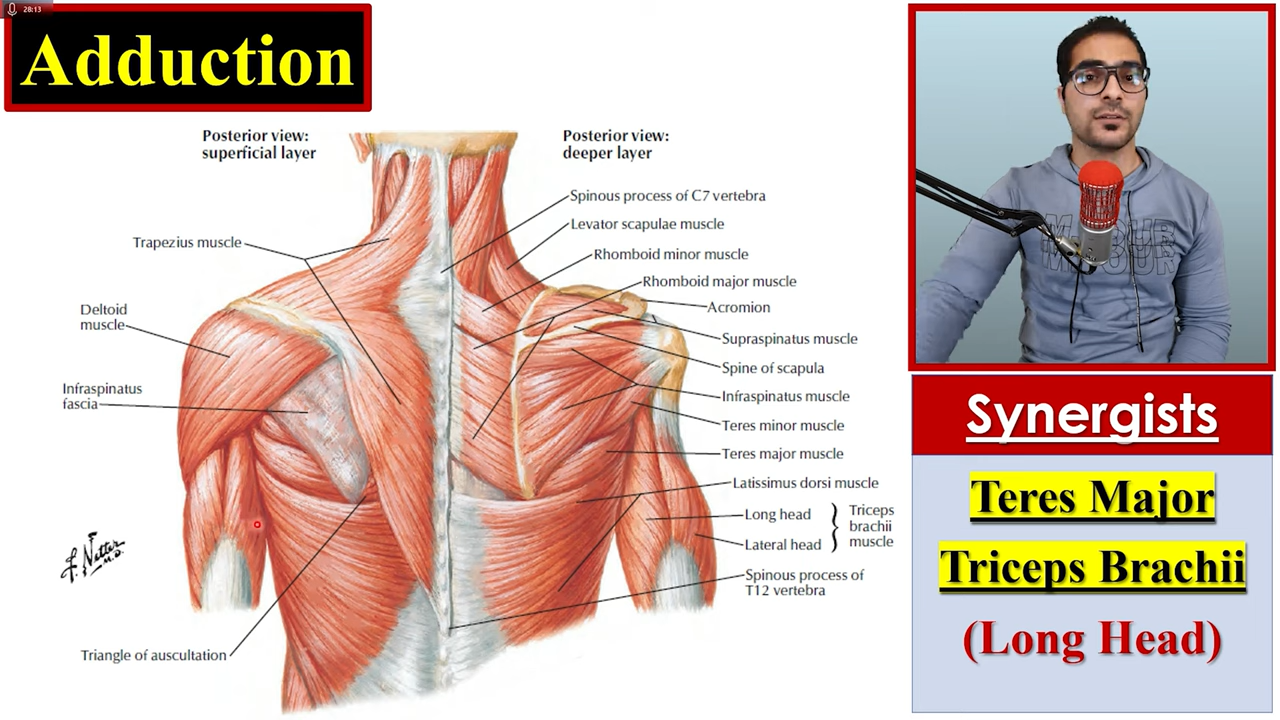 28:13
Adduction
Posterior view:
superficial layer
Posterior view:
deeper layer
Trapezius muscle
Deltoid
muscle
Infraspinatus
fascia
Triangle of auscultation
Spinous process of C7 vertebra
Levator scapulae muscle
Rhomboid minor muscle
Rhomboid major muscle
Acromion
Supraspinatus muscle
Spine of scapula
Infraspinatus muscle
Teres minor muscle
Teres major muscle
Latissimus dorsi muscle
Long head
Lateral head
Triceps
brachii
muscle
Spinous process of
T12 vertebra
F. Netter
M.D.
Synergists
Teres Major
Triceps Brachii
(Long Head)